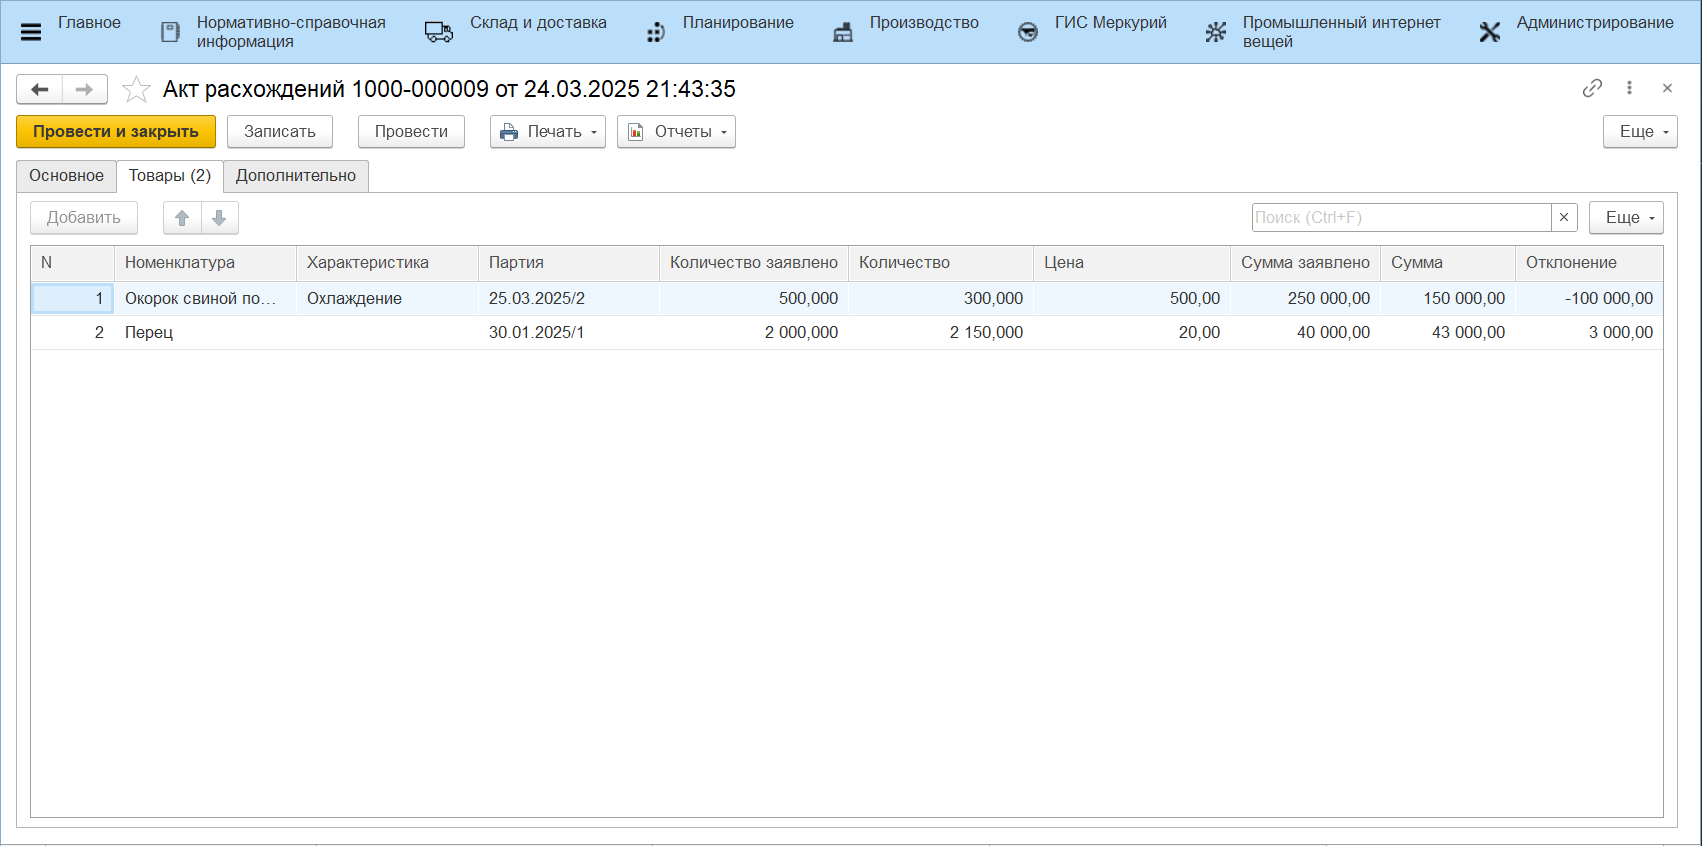 Главное
Нормативно-справочная
информация
Склад и доставка
Планирование
Производство
ГИС Меркурий
Промышленный интернет
вещей
Администрирование
Акт расхождений 1000-000009 от 24.03.2025 21:43:35
Провести и закрыть Записать Провести Печать Отчеты Еще
Основное Товары (2) Дополнительно
Добавить Поиск (Ctrl+F) × Еще
N Номенклатура Характеристика Партия Количество заявлено Количество Цена Сумма заявлено Сумма Отклонение
1 Окорок свиной по... Охлаждение 25.03.2025/2 500,000 300,000 500,00 250 000,00 150 000,00 -100 000,00
2 Перец 30.01.2025/1 2 000,000 2 150,000 20,00 40 000,00 43 000,00 3 000,00